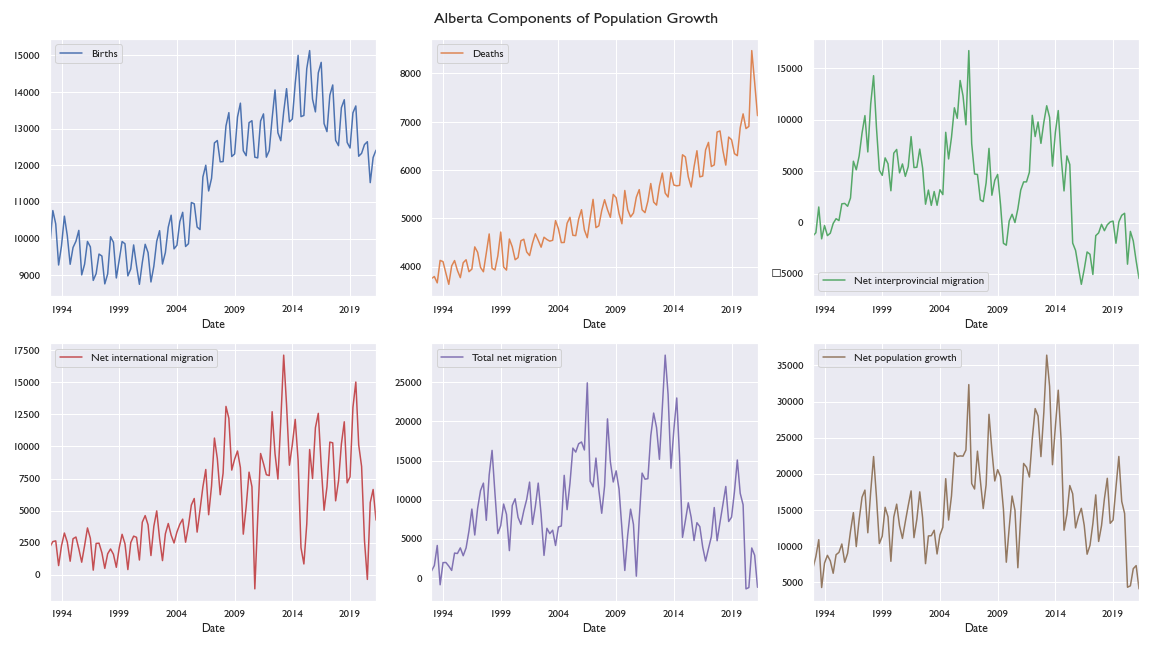 Alberta Components of Population Growth
Births
15000
14000
13000
12000
11000
10000
9000
1994 1999 2004 2009 2014 2019
Date
Deaths
8000
7000
6000
5000
4000
1994 1999 2004 2009 2014 2019
Date
Net interprovincial migration
15000
10000
5000
0
□5000
1994 1999 2004 2009 2014 2019
Date
Net international migration
17500
15000
12500
10000
7500
5000
2500
0
1994 1999 2004 2009 2014 2019
Date
Total net migration
25000
20000
15000
10000
5000
0
1994 1999 2004 2009 2014 2019
Date
Net population growth
35000
30000
25000
20000
15000
10000
5000
1994 1999 2004 2009 2014 2019
Date